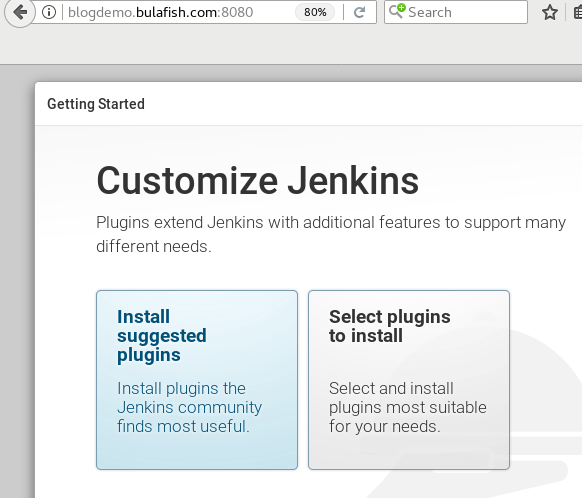 blogdemo.bulafish.com:8080 80% Search
Getting Started
Customize Jenkins
Plugins extend Jenkins with additional features to support many
different needs.
Install
suggested
plugins
Install plugins the
Jenkins community
finds most useful.
Select plugins
to install
Select and install
plugins most suitable
for your needs.